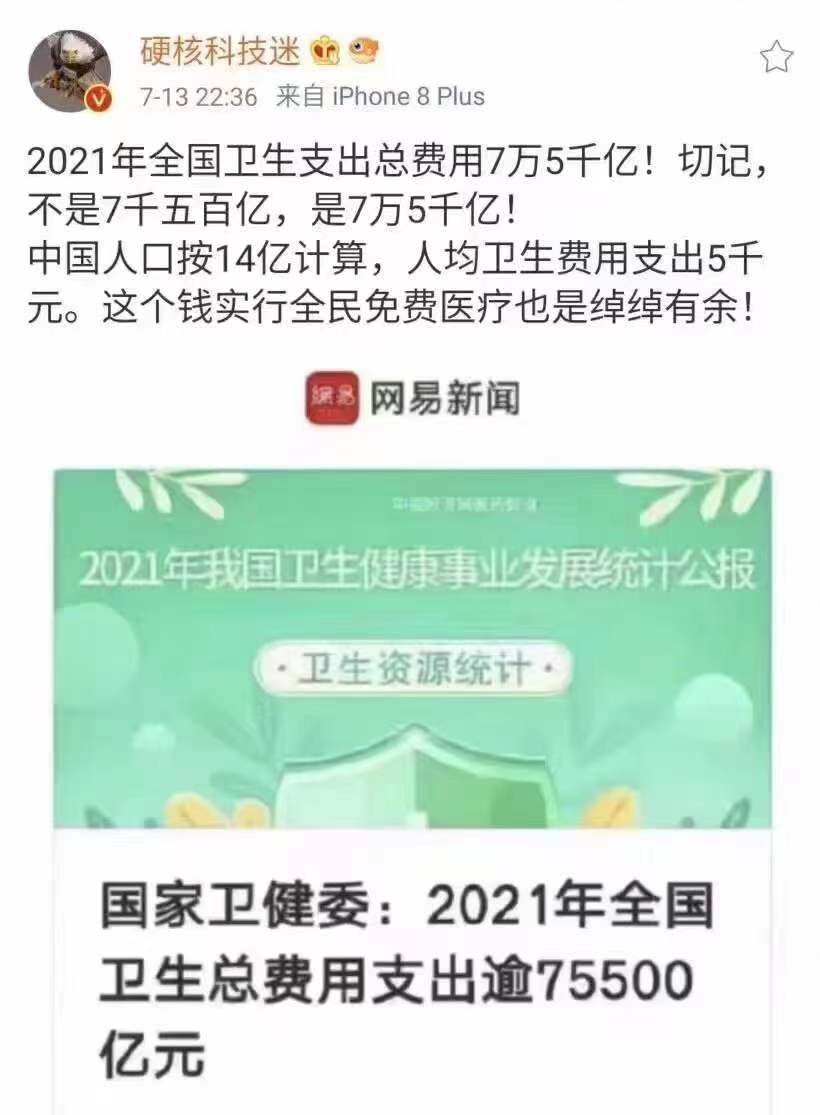 硬核科技迷
7-13 22:36 来自 iPhone 8 Plus
2021年全国卫生支出总费用7万5千亿！切记，
不是7千五百亿，是7万5千亿！
中国人口按14亿计算，人均卫生费用支出5千
元。这个钱实行全民免费医疗也是绰绰有余！
網易 网易新闻
2021年我国卫生健康事业发展统计公报
·卫生资源统计·
国家卫健委：2021年全国
卫生总费用支出逾75500
亿元